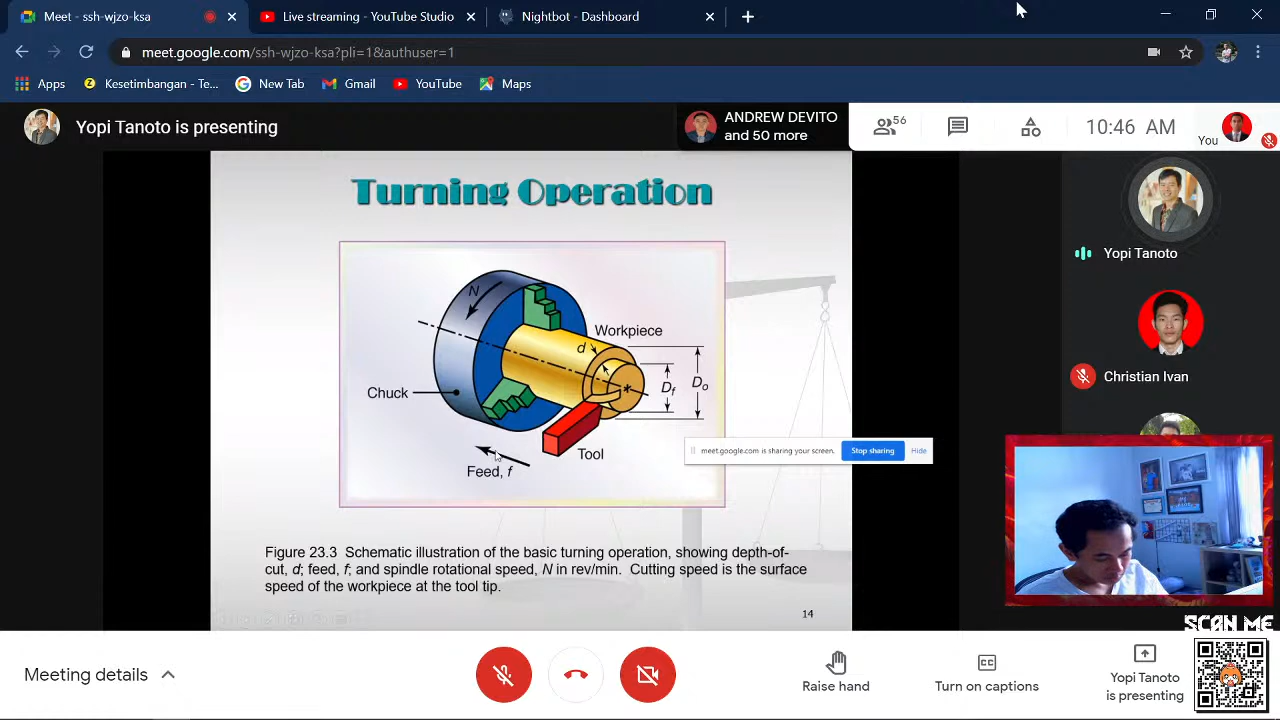 Meet - ssh-wjzo-ksa
Live streaming - YouTube Studio
Nightbot - Dashboard
meet.google.com/ssh-wjzo-ksa?pli=1&authuser=1
Apps
Kesetimbangan - Te...
New Tab
Gmail
YouTube
Maps
Yopi Tanoto is presenting
ANDREW DEVITO
and 50 more
56
10:46 AM
You
Turning Operation
N
Workpiece
d
Df
Do
Chuck
Tool
Feed, f
Figure 23.3 Schematic illustration of the basic turning operation, showing depth-of-
cut, d; feed, f; and spindle rotational speed, N in rev/min. Cutting speed is the surface
speed of the workpiece at the tool tip.
14
meet.google.com is sharing your screen.
Stop sharing
Hide
Yopi Tanoto
Christian Ivan
SCAN ME
Meeting details
Raise hand
CC
Turn on captions
Yopi Tanoto
is presenting